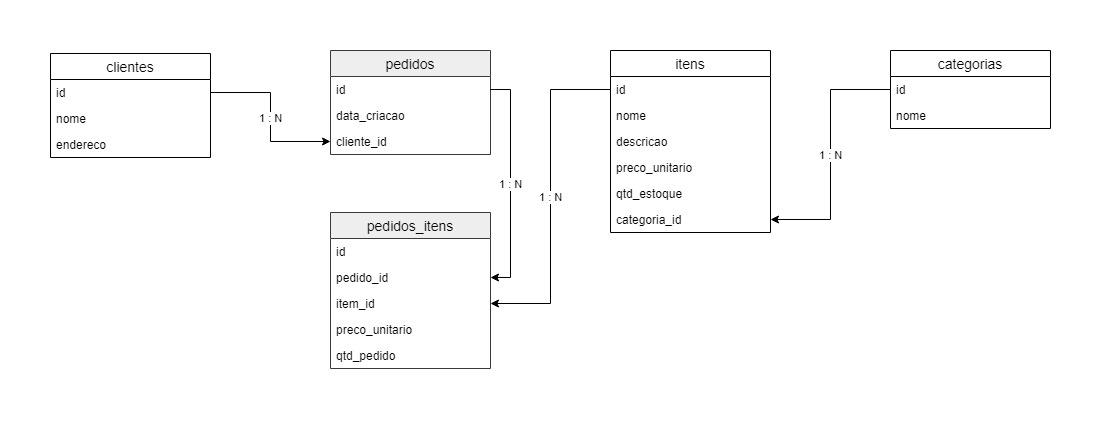 clientes
id
nome
endereco
1 : N
pedidos
id
data_criacao
cliente_id
1 : N
pedidos_itens
id
pedido_id
item_id
preco_unitario
qtd_pedido
1 : N
itens
id
nome
descricao
preco_unitario
qtd_estoque
categoria_id
1 : N
categorias
id
nome